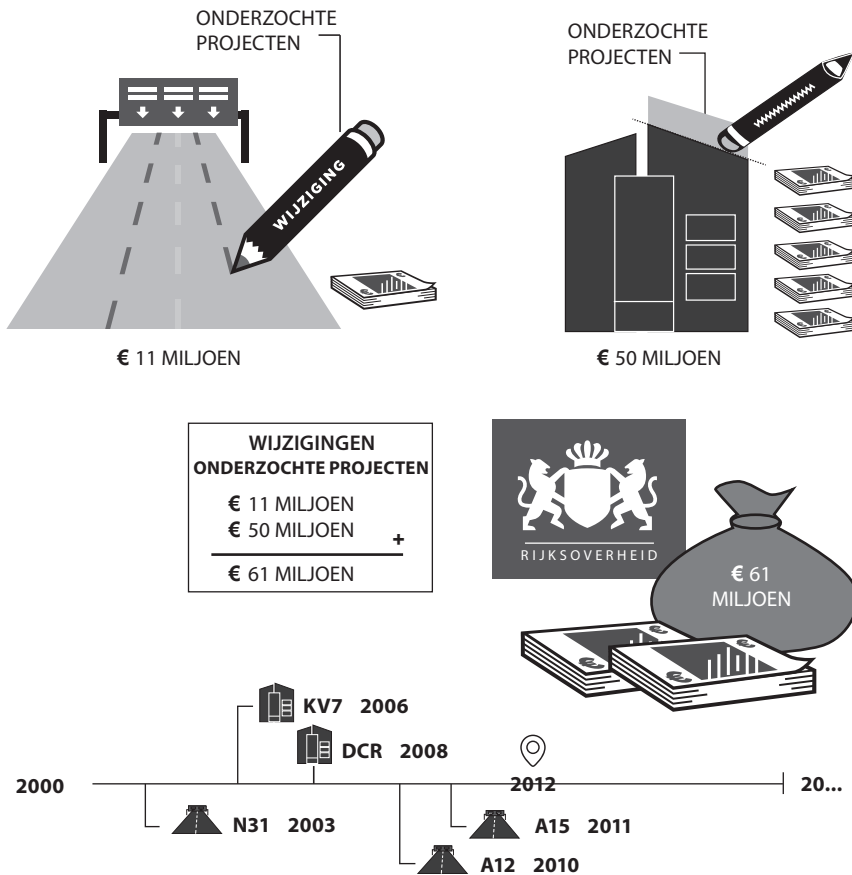 ONDERZOCHTE
PROJECTEN
ONDERZOCHTE
PROJECTEN
WIJZIGING
€ 11 MILJOEN
€ 50 MILJOEN
WIJZIGINGEN
ONDERZOCHTE PROJECTEN
€ 11 MILJOEN
€ 50 MILJOEN +
€ 61 MILJOEN
RIJKSOVERHEID
€ 61
MILJOEN
KV7 2006
DCR 2008
2000
2012
20...
N31 2003
A15 2011
A12 2010